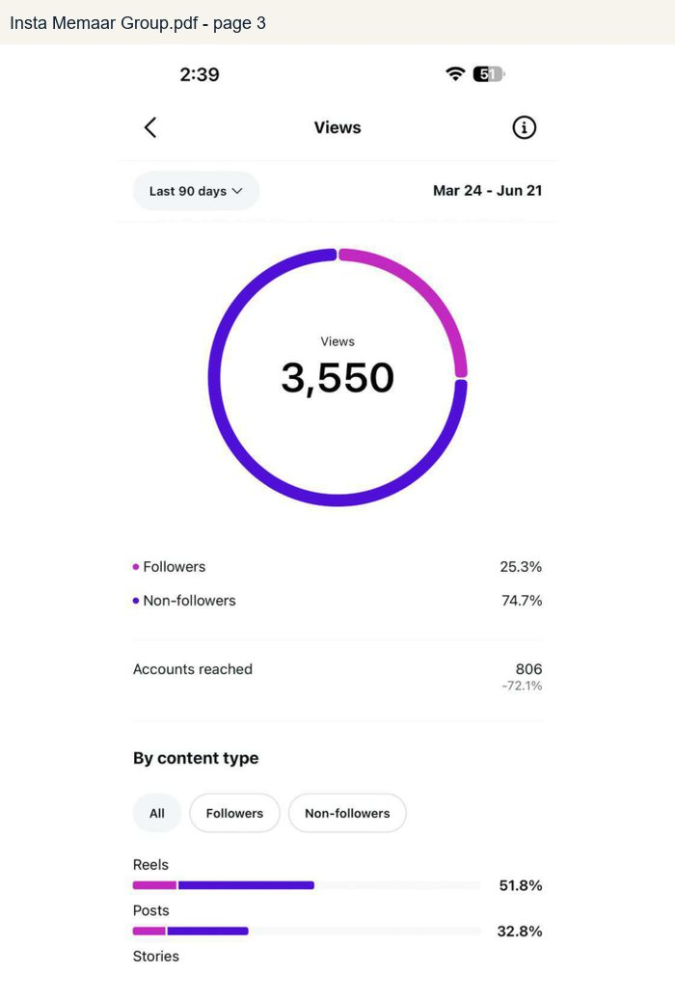 Insta Memaar Group.pdf - page 3
2:39
51
Views
Last 90 days
Mar 24 - Jun 21
Views
3,550
Followers 25.3%
Non-followers 74.7%
Accounts reached 806
-72.1%
By content type
All Followers Non-followers
Reels
51.8%
Posts
32.8%
Stories